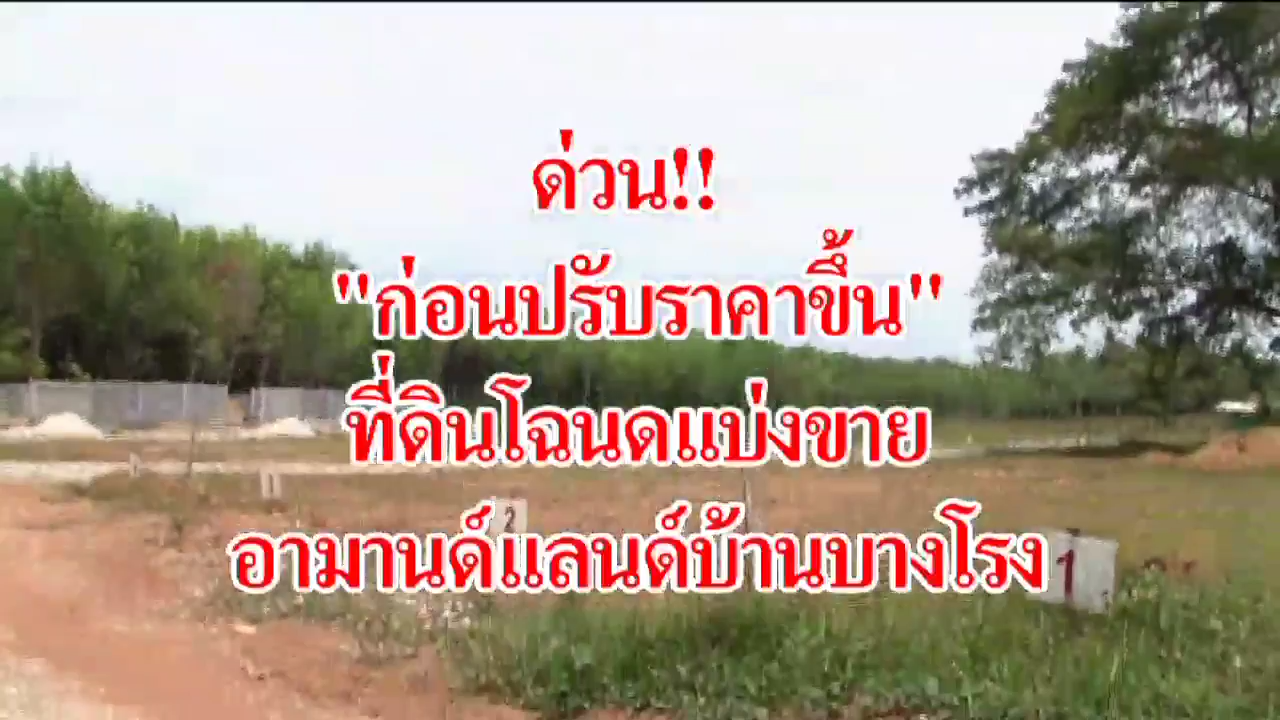 ด่วน!!
"ก่อนปรับราคาขึ้น"
ที่ดินโฉนดแบ่งขาย
อามานด์แลนด์บ้านบางโรง
2
1